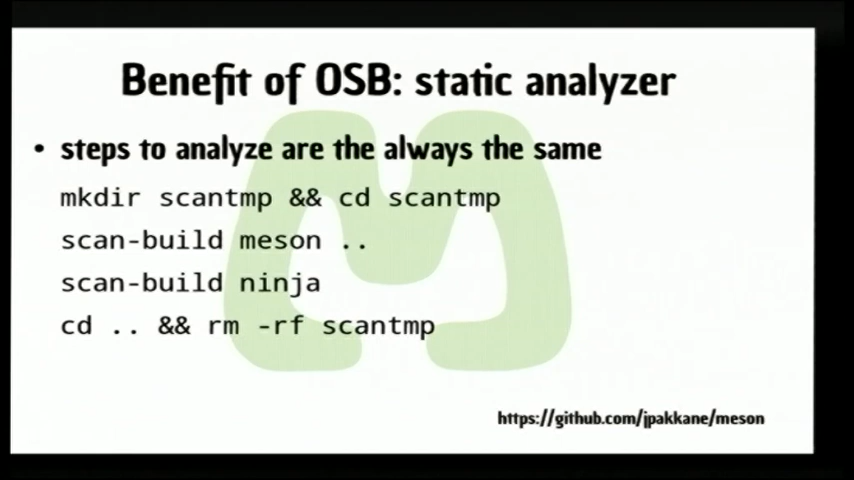 Benefit of OSB: static analyzer
• steps to analyze are the always the same
mkdir scantmp && cd scantmp
scan-build meson ..
scan-build ninja
cd .. && rm -rf scantmp
https://github.com/jpakkane/meson